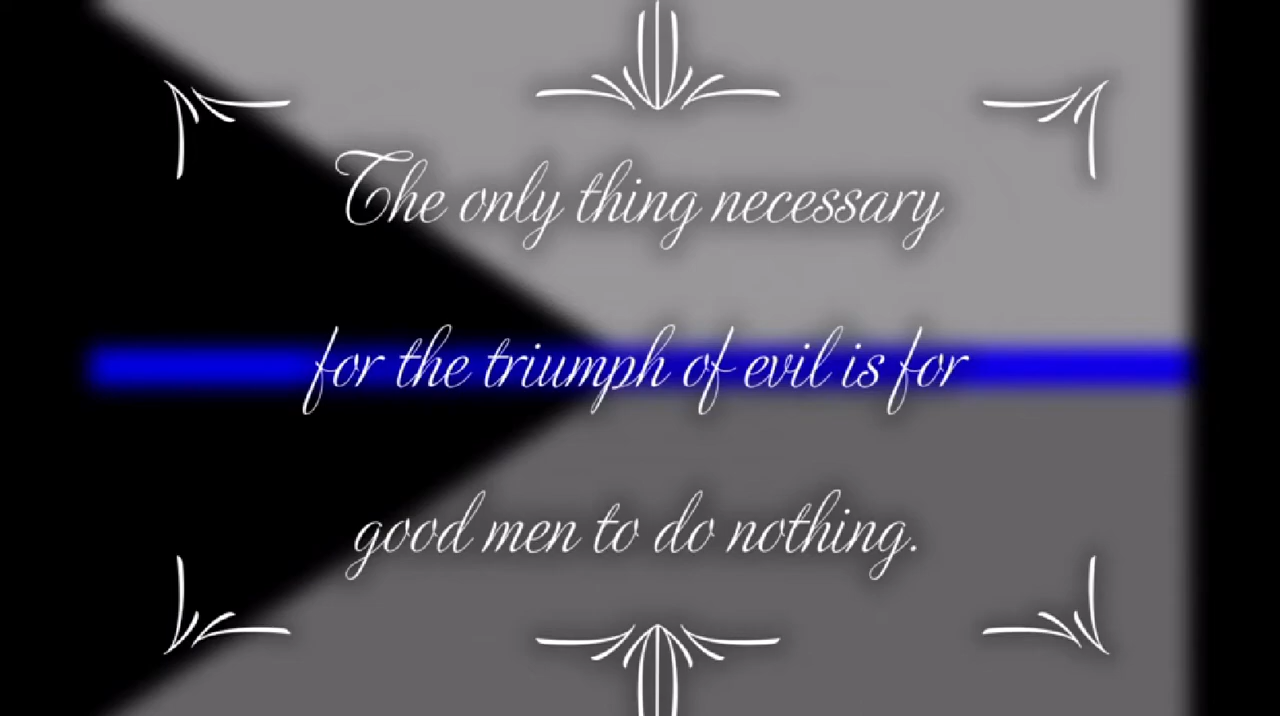 The only thing necessary
for the triumph of evil is for
good men to do nothing.